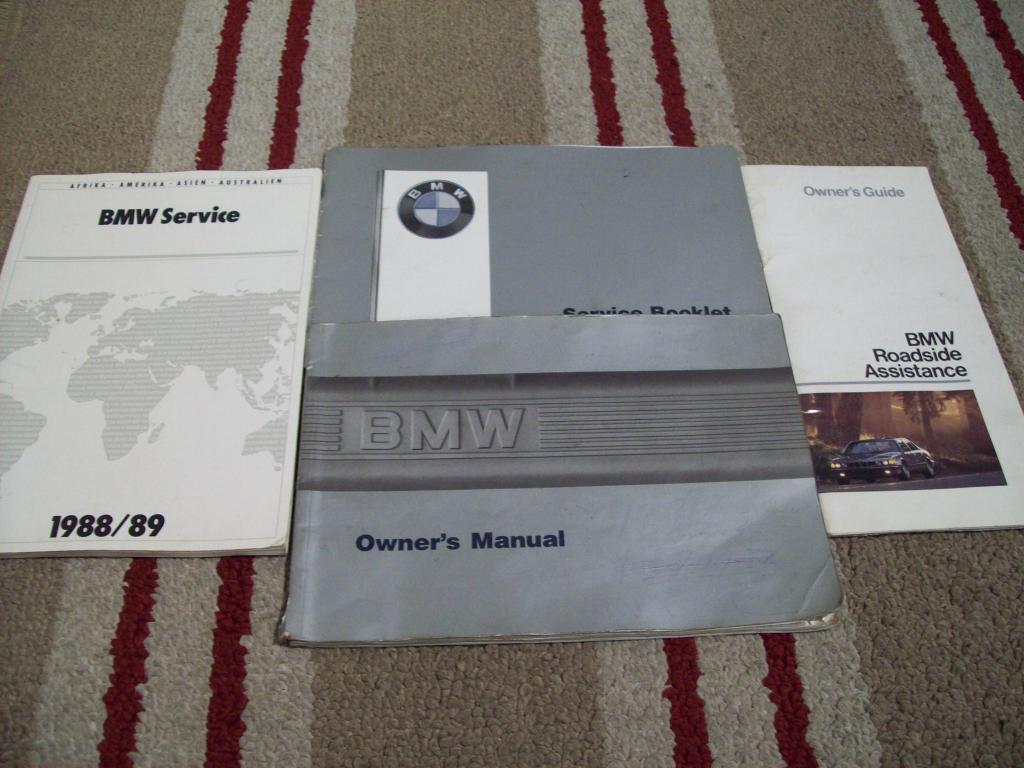 AFRIKA - AMERIKA - ASIEN - AUSTRALIEN
BMW Service
1988/89
BMW
Service Booklet
BMW
Owner's Manual
Owner's Guide
BMW
Roadside
Assistance